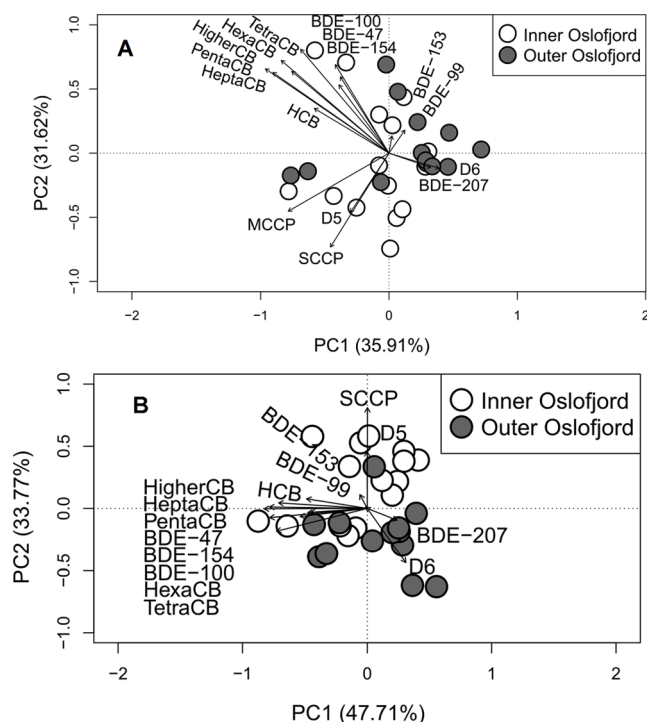 A
BDE−100
BDE−47
BDE−154
TetraCB
HexaCB
HigherCB
PentaCB
HeptaCB
HCB
BDE−153
BDE−99
Inner Oslofjord
Outer Oslofjord
D6
BDE−207
MCCP
D5
SCCP
PC2 (31.62%)
1.0
0.5
0.0
−0.5
−1.0
−2
−1
0
1
2
PC1 (35.91%)
B
SCCP
D5
BDE−153
BDE−99
HCB
Inner Oslofjord
Outer Oslofjord
HigherCB
HeptaCB
PentaCB
BDE−47
BDE−154
BDE−100
HexaCB
TetraCB
BDE−207
D6
PC2 (33.77%)
1.0
0.5
0.0
−0.5
−1.0
−2
−1
0
1
2
PC1 (47.71%)